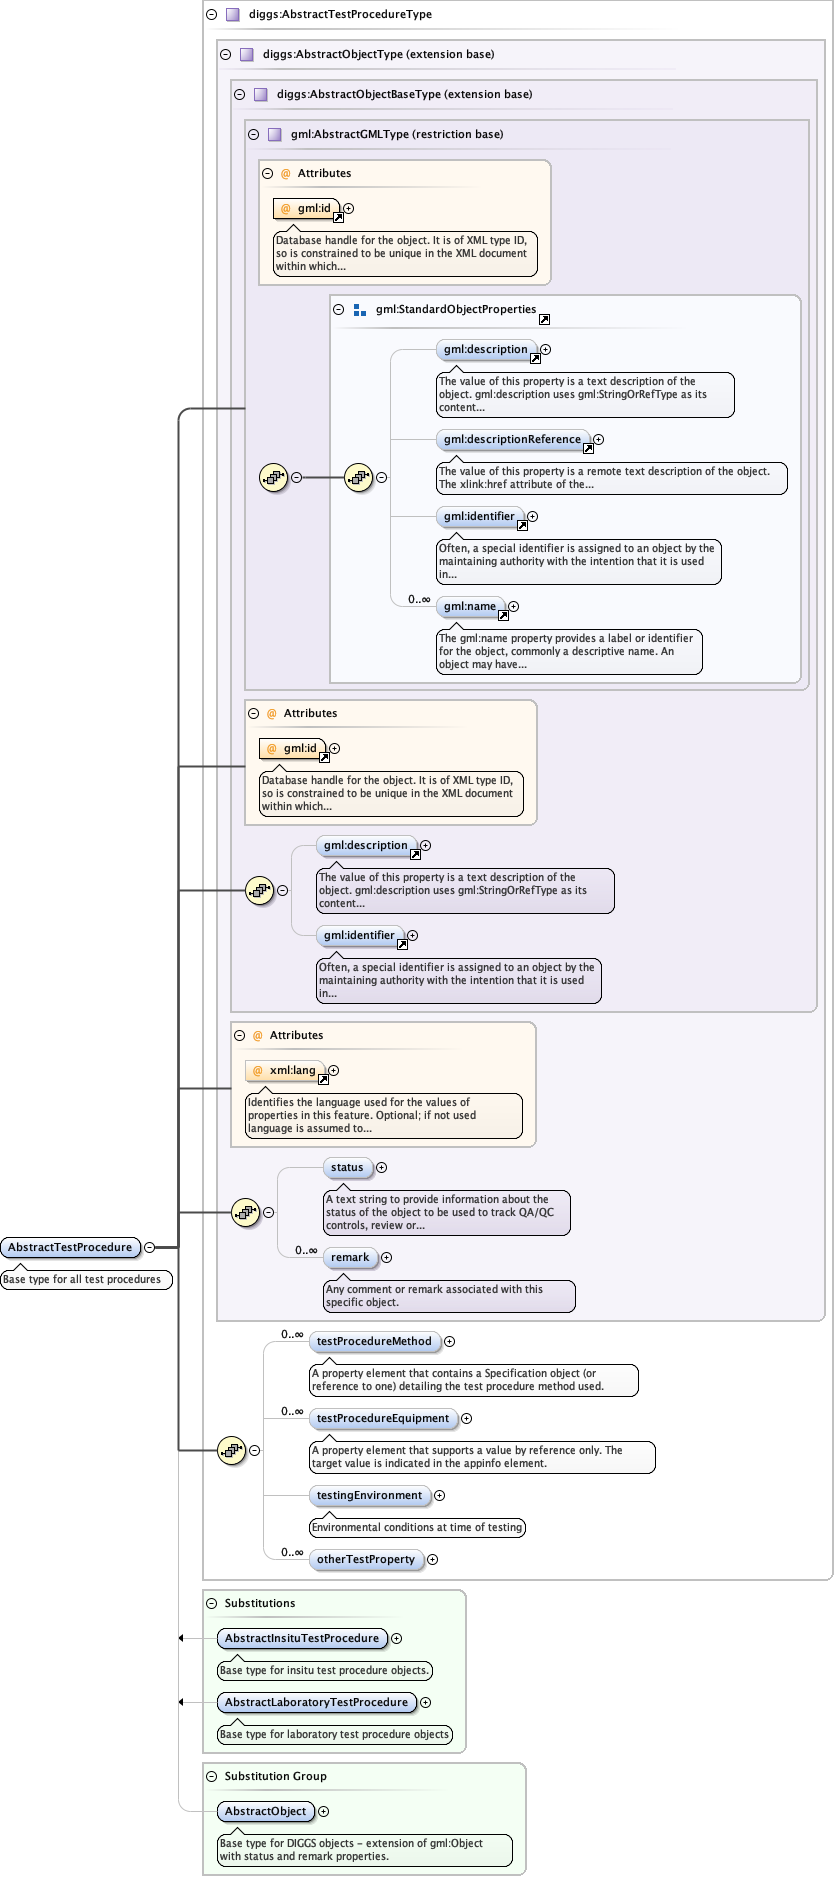 diggs:AbstractTestProcedureType
diggs:AbstractObjectType (extension base)
diggs:AbstractObjectBaseType (extension base)
gml:AbstractGMLType (restriction base)
@ Attributes
@ gml:id
Database handle for the object. It is of XML type ID,
so is constrained to be unique in the XML document
within which...
gml:StandardObjectProperties
gml:description
The value of this property is a text description of the
object. gml:description uses gml:StringOrRefType as its
content...
gml:descriptionReference
The value of this property is a remote text description of the object.
The xlink:href attribute of the...
gml:identifier
Often, a special identifier is assigned to an object by the
maintaining authority with the intention that it is used
in...
0..∞
gml:name
The gml:name property provides a label or identifier
for the object, commonly a descriptive name. An
object may have...
@ Attributes
@ gml:id
Database handle for the object. It is of XML type ID,
so is constrained to be unique in the XML document
within which...
gml:description
The value of this property is a text description of the
object. gml:description uses gml:StringOrRefType as its
content...
gml:identifier
Often, a special identifier is assigned to an object by the
maintaining authority with the intention that it is used
in...
@ Attributes
@ xml:lang
Identifies the language used for the values of
properties in this feature. Optional; if not used
language is assumed to...
status
A text string to provide information about the
status of the object to be used to track QA/QC
controls, review or...
0..∞
remark
Any comment or remark associated with this
specific object.
AbstractTestProcedure
Base type for all test procedures
0..∞
testProcedureMethod
A property element that contains a Specification object (or
reference to one) detailing the test procedure method used.
0..∞
testProcedureEquipment
A property element that supports a value by reference only. The
target value is indicated in the appinfo element.
testingEnvironment
Environmental conditions at time of testing
0..∞
otherTestProperty
Substitutions
AbstractInsituTestProcedure
Base type for insitu test procedure objects.
AbstractLaboratoryTestProcedure
Base type for laboratory test procedure objects
Substitution Group
AbstractObject
Base type for DIGGS objects - extension of gml:Object
with status and remark properties.